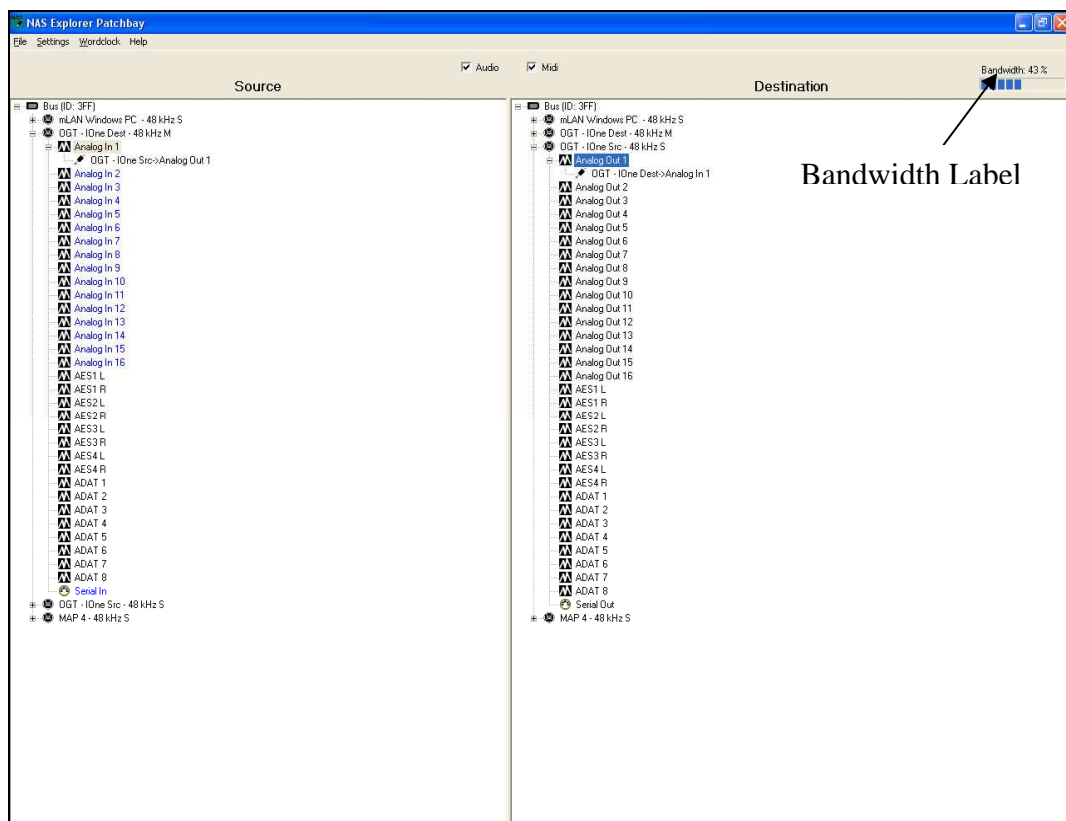 NAS Explorer Patchbay
File Settings Wordclock Help
Audio Midi
Bandwidth: 43 %
Source
Destination
Bus (ID: 3FF)
mLAN Windows PC - 48 kHz S
OGT - IOne Dest - 48 kHz M
Analog In 1
OGT - IOne Src->Analog Out 1
Analog In 2
Analog In 3
Analog In 4
Analog In 5
Analog In 6
Analog In 7
Analog In 8
Analog In 9
Analog In 10
Analog In 11
Analog In 12
Analog In 13
Analog In 14
Analog In 15
Analog In 16
AES1 L
AES1 R
AES2 L
AES2 R
AES3 L
AES3 R
AES4 L
AES4 R
ADAT 1
ADAT 2
ADAT 3
ADAT 4
ADAT 5
ADAT 6
ADAT 7
ADAT 8
Serial In
OGT - IOne Src - 48 kHz S
MAP 4 - 48 kHz S
Bus (ID: 3FF)
mLAN Windows PC - 48 kHz S
OGT - IOne Dest - 48 kHz M
OGT - IOne Src - 48 kHz S
Analog Out 1
OGT - IOne Dest->Analog In 1
Analog Out 2
Analog Out 3
Analog Out 4
Analog Out 5
Analog Out 6
Analog Out 7
Analog Out 8
Analog Out 9
Analog Out 10
Analog Out 11
Analog Out 12
Analog Out 13
Analog Out 14
Analog Out 15
Analog Out 16
AES1 L
AES1 R
AES2 L
AES2 R
AES3 L
AES3 R
AES4 L
AES4 R
ADAT 1
ADAT 2
ADAT 3
ADAT 4
ADAT 5
ADAT 6
ADAT 7
ADAT 8
Serial Out
MAP 4 - 48 kHz S
Bandwidth Label